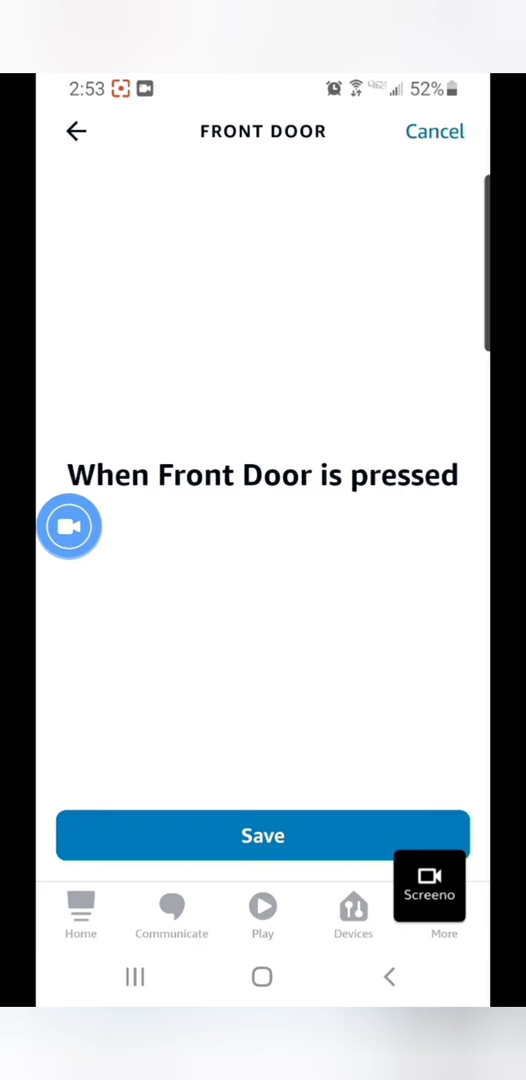 2:53
52%
FRONT DOOR
Cancel
When Front Door is pressed
Save
Screeno
Home
Communicate
Play
Devices
More